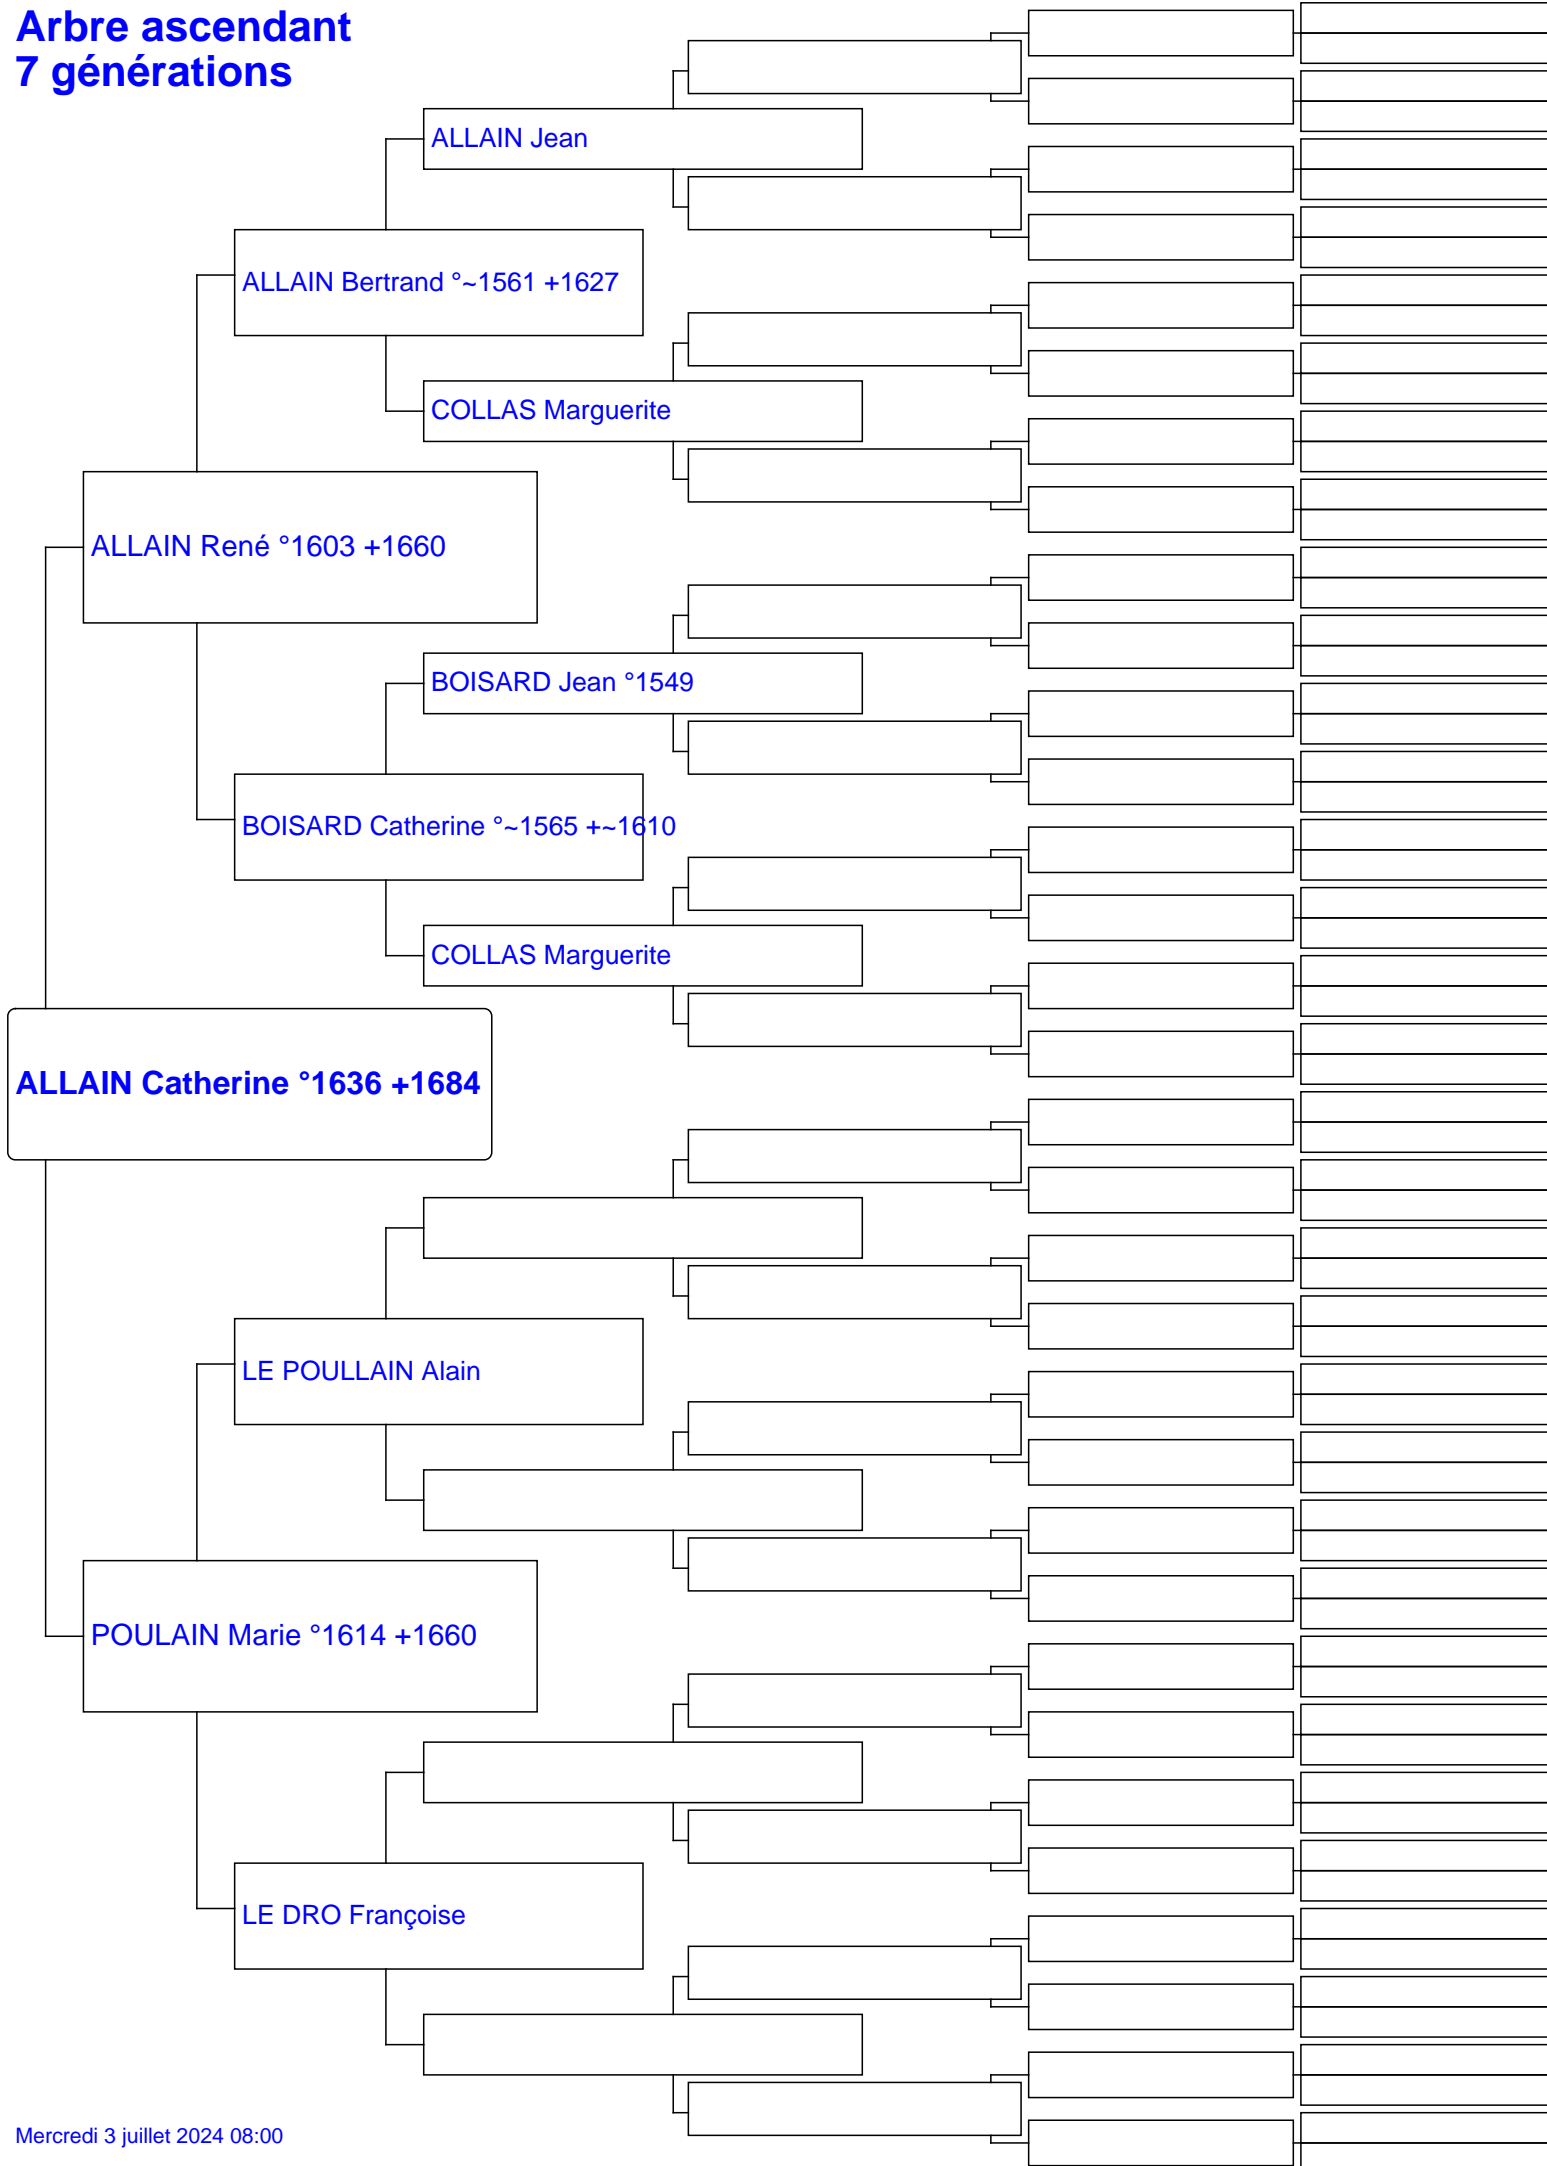 Arbre ascendant
7 générations
ALLAIN Jean
ALLAIN Bertrand °~1561 +1627
COLLAS Marguerite
ALLAIN René °1603 +1660
BOISARD Jean °1549
BOISARD Catherine °~1565 +~1610
COLLAS Marguerite
ALLAIN Catherine °1636 +1684
LE POULLAIN Alain
POULAIN Marie °1614 +1660
LE DRO Françoise
Mercredi 3 juillet 2024 08:00